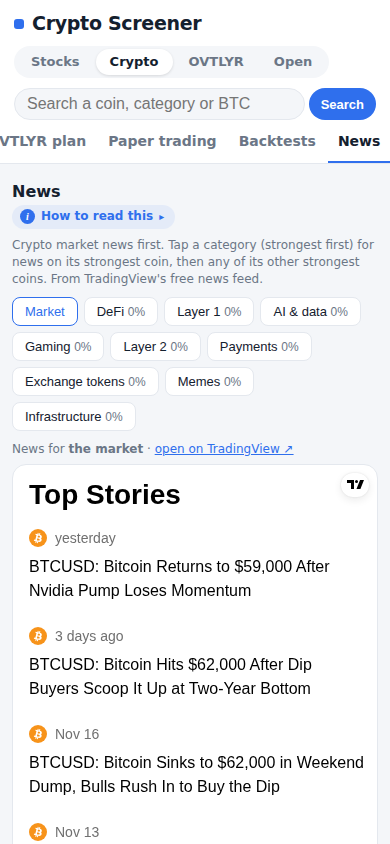 Crypto Screener
Stocks Crypto OVTLYR Open
Search a coin, category or BTC Search
VTLYR plan Paper trading Backtests News
News
i How to read this ▸
Crypto market news first. Tap a category (strongest first) for
news on its strongest coin, then any of its other strongest
coins. From TradingView's free news feed.
Market DeFi 0% Layer 1 0% AI & data 0%
Gaming 0% Layer 2 0% Payments 0%
Exchange tokens 0% Memes 0%
Infrastructure 0%
News for the market · open on TradingView ↗
Top Stories
yesterday
BTCUSD: Bitcoin Returns to $59,000 After
Nvidia Pump Loses Momentum
3 days ago
BTCUSD: Bitcoin Hits $62,000 After Dip
Buyers Scoop It Up at Two-Year Bottom
Nov 16
BTCUSD: Bitcoin Sinks to $62,000 in Weekend
Dump, Bulls Rush In to Buy the Dip
Nov 13